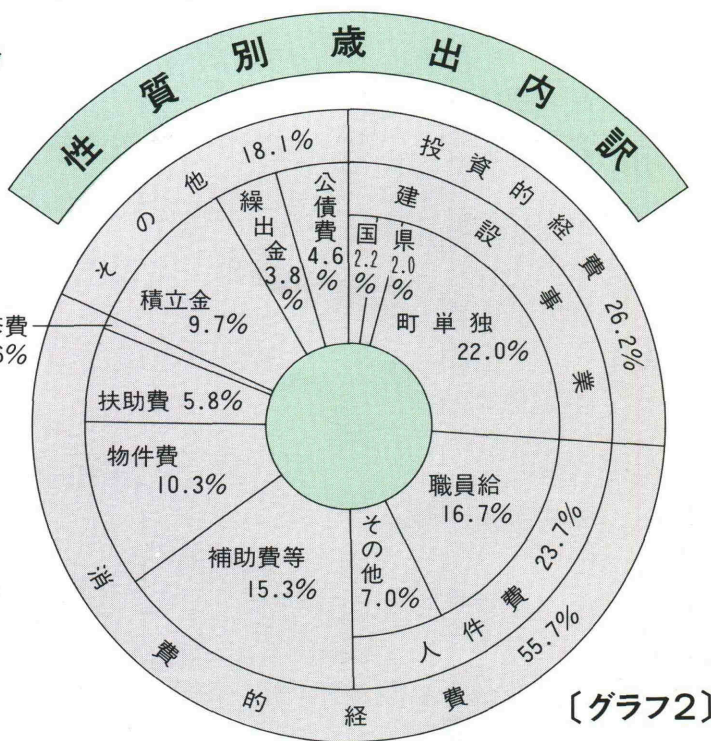 性質別歳出内訳
投資的経費 26.2%
建設事業
国
2.2
%
県
2.0
%
町単独
22.0%
消費的経費 55.7%
人件費 23.7%
職員給
16.7%
その他
7.0%
補助費等
15.3%
物件費
10.3%
扶助費 5.8%
費
6%
その他 18.1%
積立金
9.7%
繰出金
3.8
%
公債費
4.6
%
〔グラフ2〕